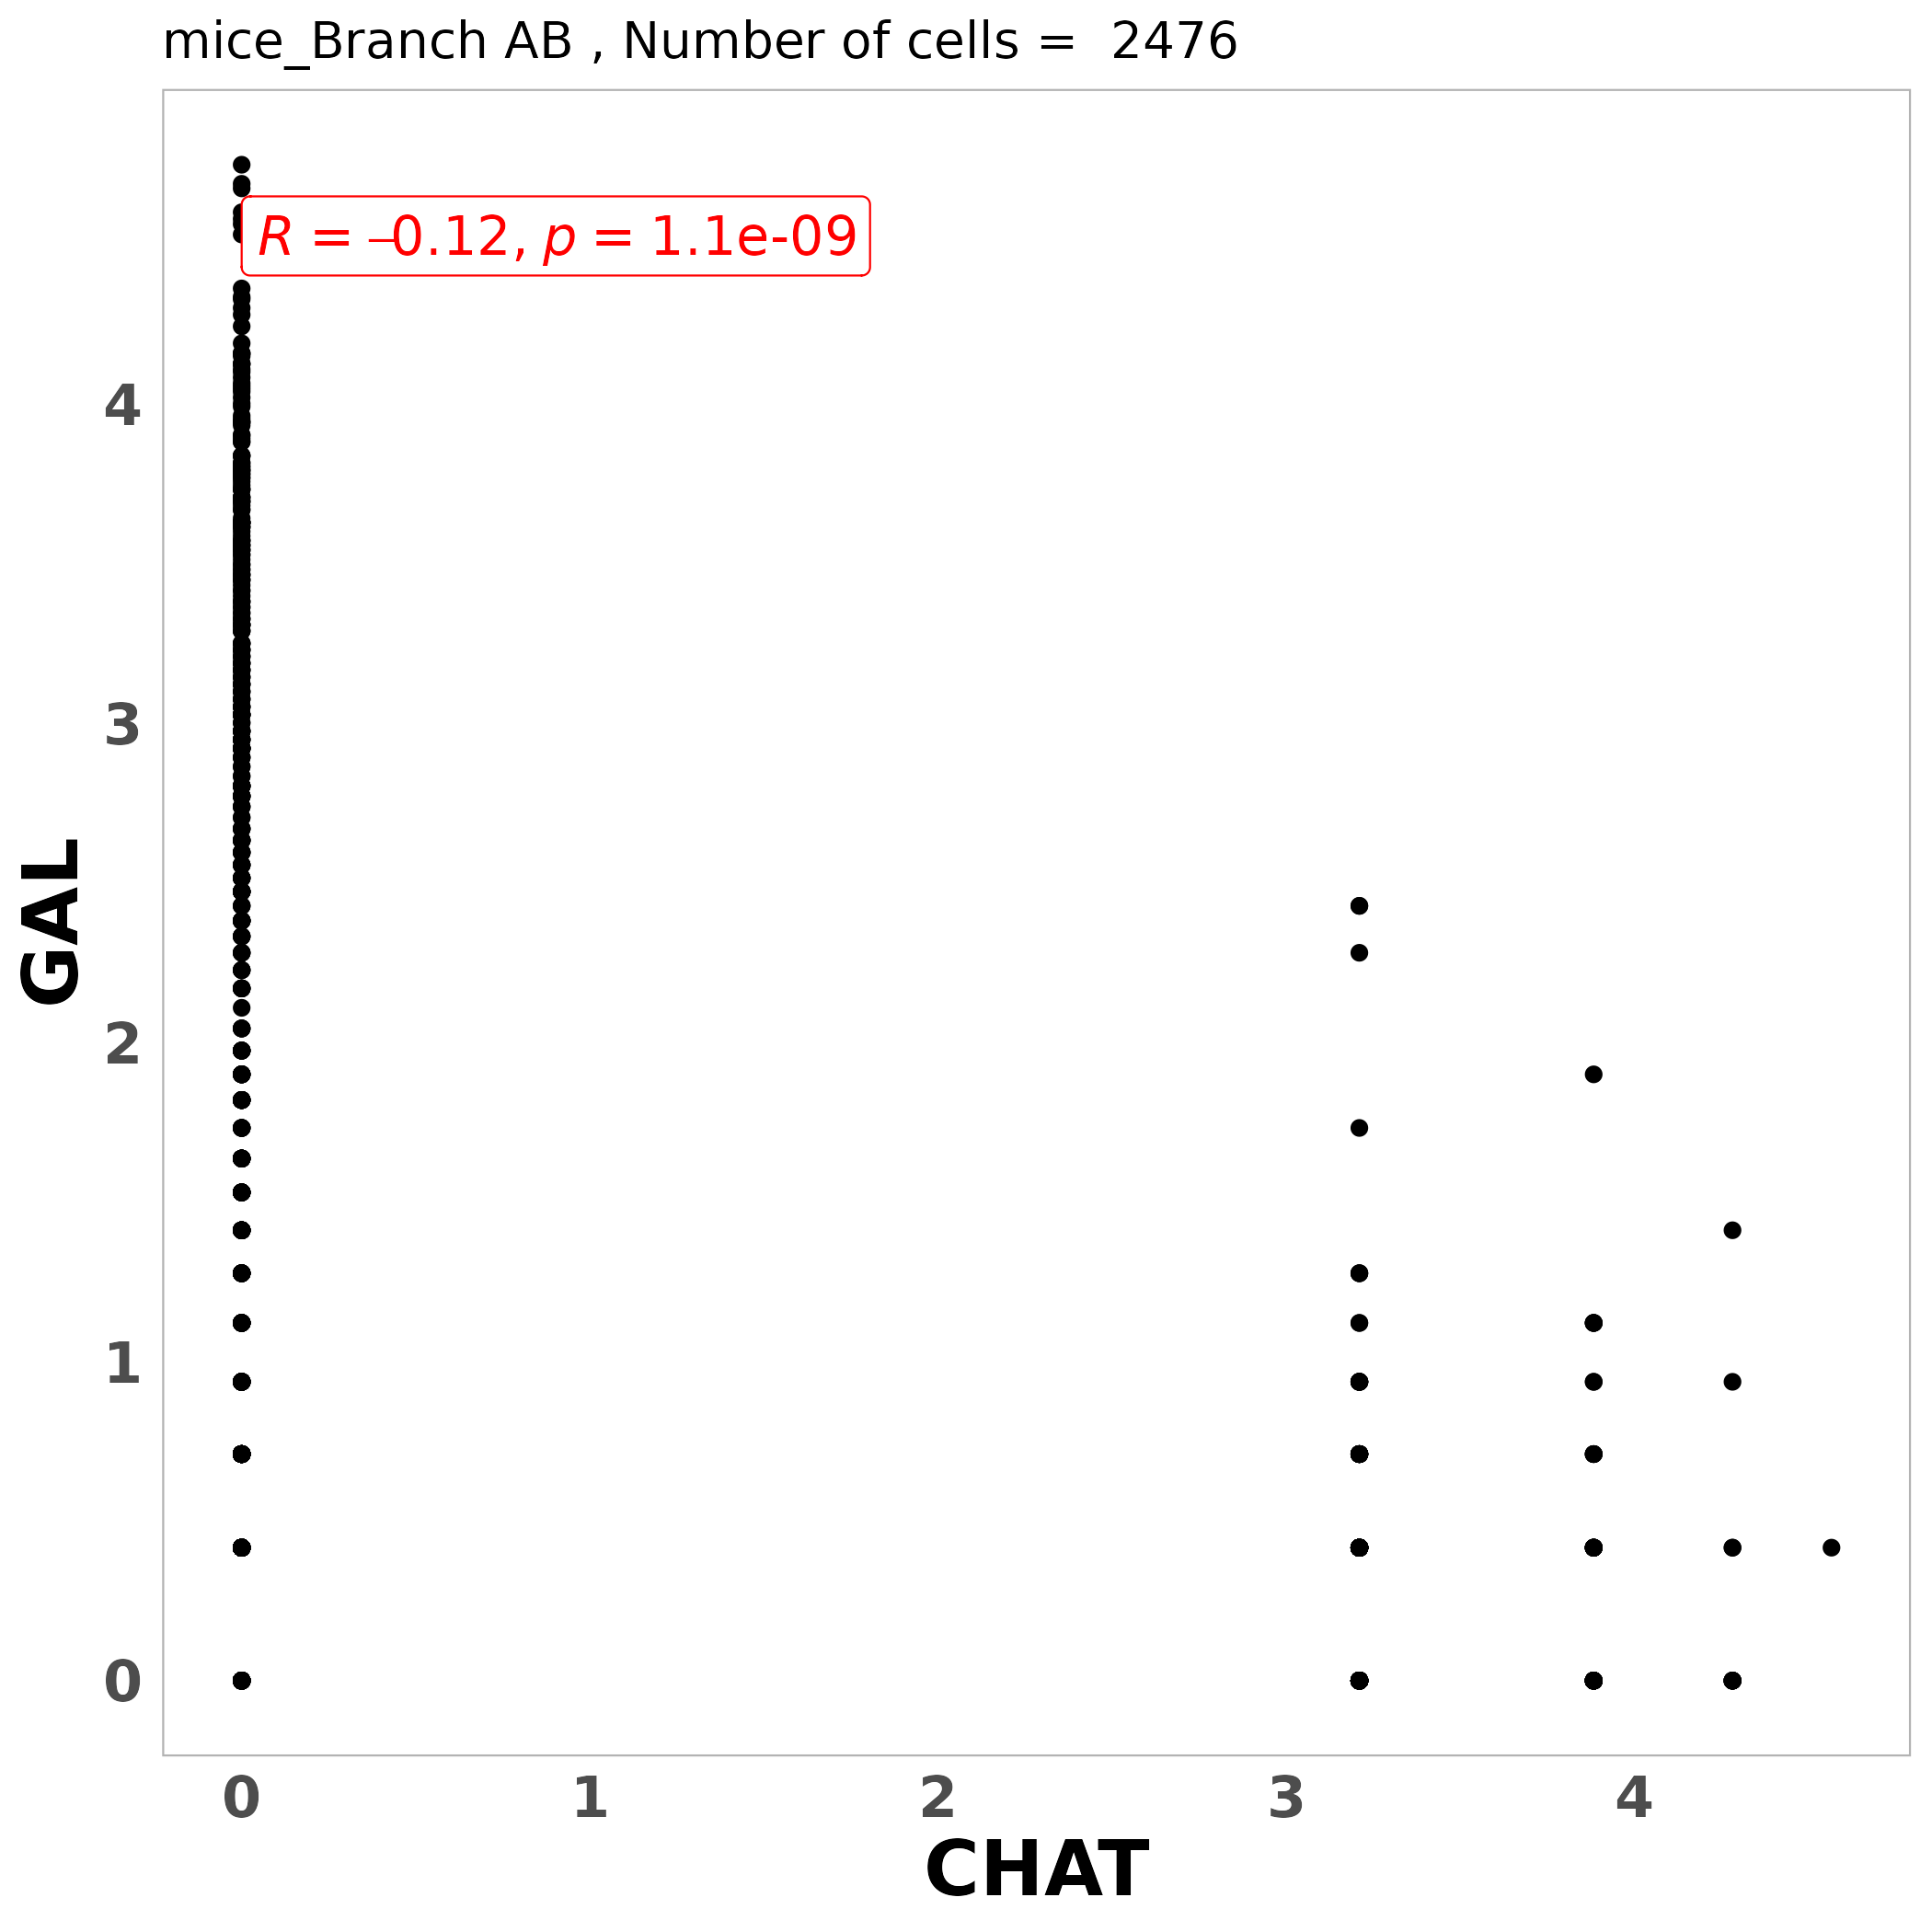 mice_Branch AB , Number of cells =  2476
R = –0.12, p = 1.1e-09
4
3
2
1
0
GAL
0 1 2 3 4
CHAT